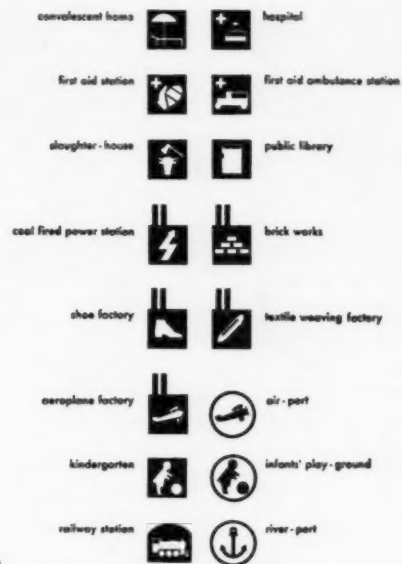 convalescent home
hospital
first aid station
first aid ambulance station
slaughter-house
public library
coal fired power station
brick works
shoe factory
textile weaving factory
aeroplane factory
air-port
kindergarten
infants' play-ground
railway station
river-port